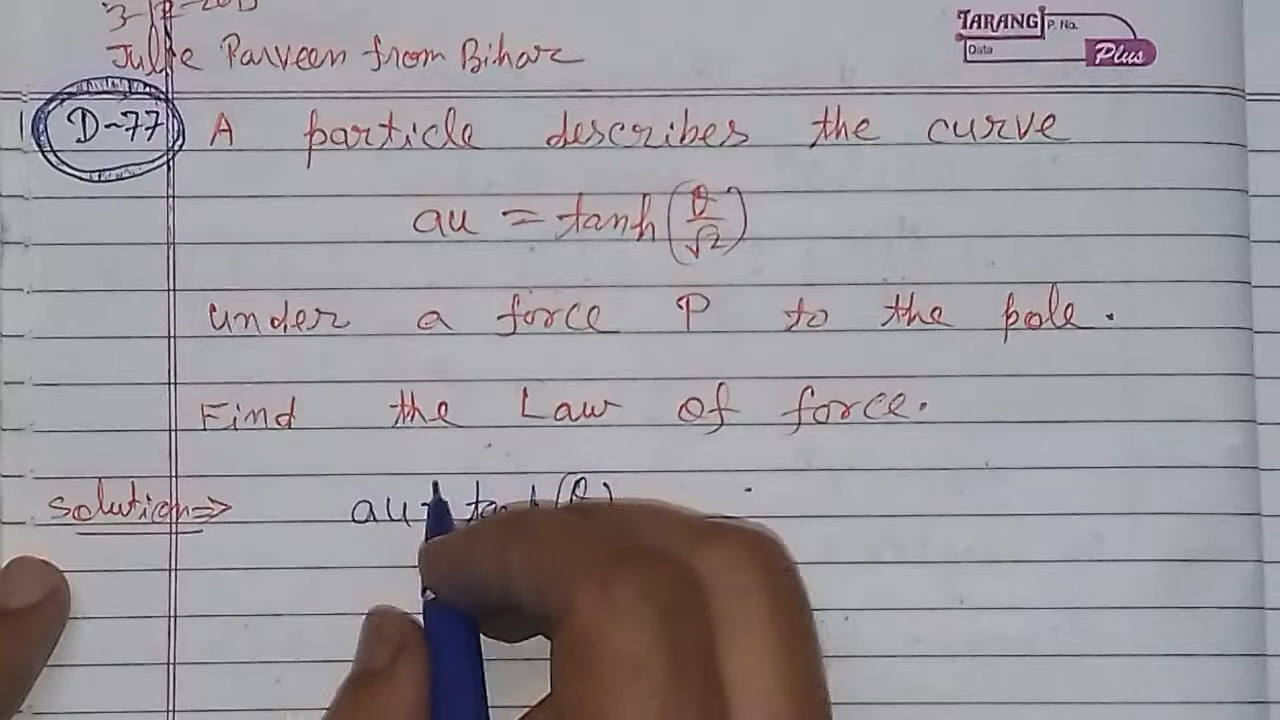 Julie Parveen from Bihar
TARANG P. No.
Data Plus
D-77 A particle describes the curve
au = tanh(θ/√2)
under a force P to the pole.
Find the Law of force.
Solution⇒ au